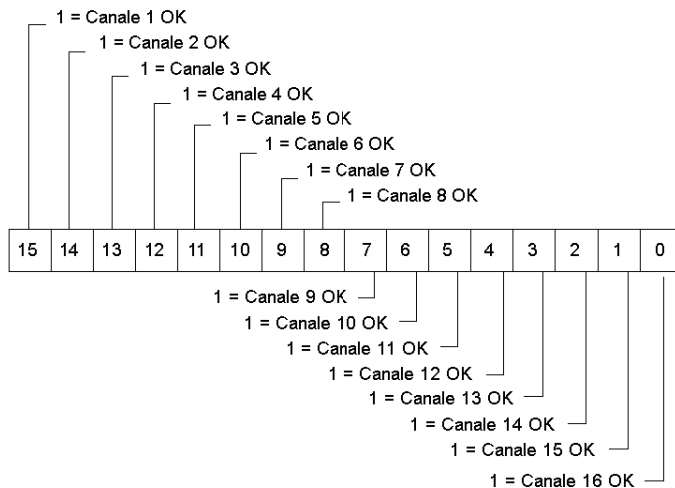 1 = Canale 1 OK
1 = Canale 2 OK
1 = Canale 3 OK
1 = Canale 4 OK
1 = Canale 5 OK
1 = Canale 6 OK
1 = Canale 7 OK
1 = Canale 8 OK
15 14 13 12 11 10 9 8 7 6 5 4 3 2 1 0
1 = Canale 9 OK
1 = Canale 10 OK
1 = Canale 11 OK
1 = Canale 12 OK
1 = Canale 13 OK
1 = Canale 14 OK
1 = Canale 15 OK
1 = Canale 16 OK